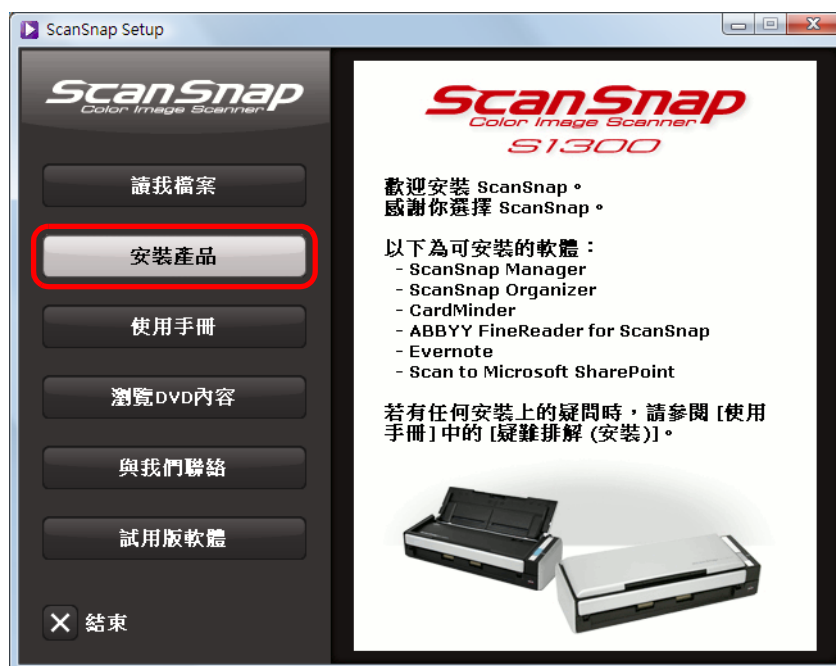 ScanSnap Setup
ScanSnap
Color Image Scanner
讀我檔案
安裝產品
使用手冊
瀏覽DVD內容
與我們聯絡
試用版軟體
結束
ScanSnap
Color Image Scanner
S1300
歡迎安裝 ScanSnap。
感謝你選擇 ScanSnap。
以下為可安裝的軟體：
- ScanSnap Manager
- ScanSnap Organizer
- CardMinder
- ABBYY FineReader for ScanSnap
- Evernote
- Scan to Microsoft SharePoint
若有任何安裝上的疑問時，請參閱 [使用
手冊] 中的 [疑難排解 (安裝)]。